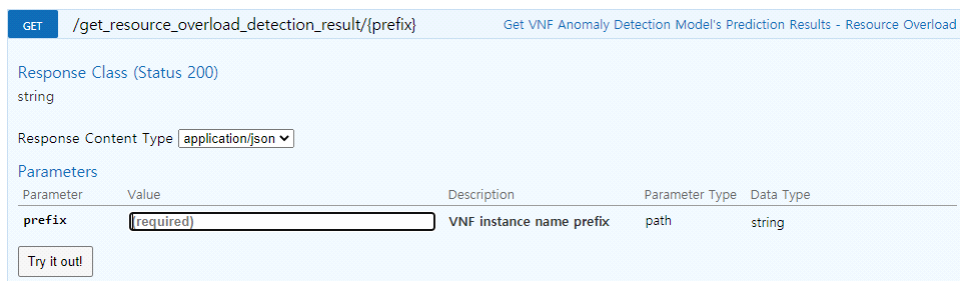 GET /get_resource_overload_detection_result/{prefix} Get VNF Anomaly Detection Model's Prediction Results - Resource Overload
Response Class (Status 200)
string
Response Content Type application/json
Parameters
Parameter Value Description Parameter Type Data Type
prefix (required) VNF instance name prefix path string
Try it out!